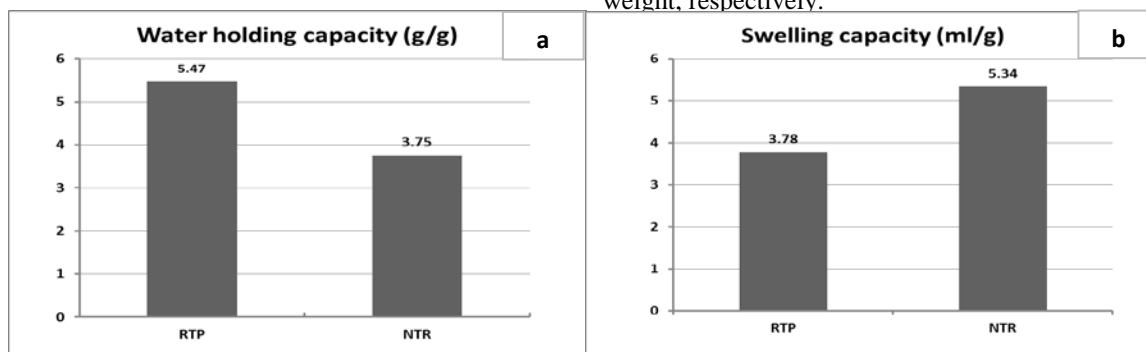 weight, respectively.
Water holding capacity (g/g)
a
6
5
4
3
2
1
0
5.47
3.75
RTP
NTR
Swelling capacity (ml/g)
b
6
5
4
3
2
1
0
3.78
5.34
RTP
NTR